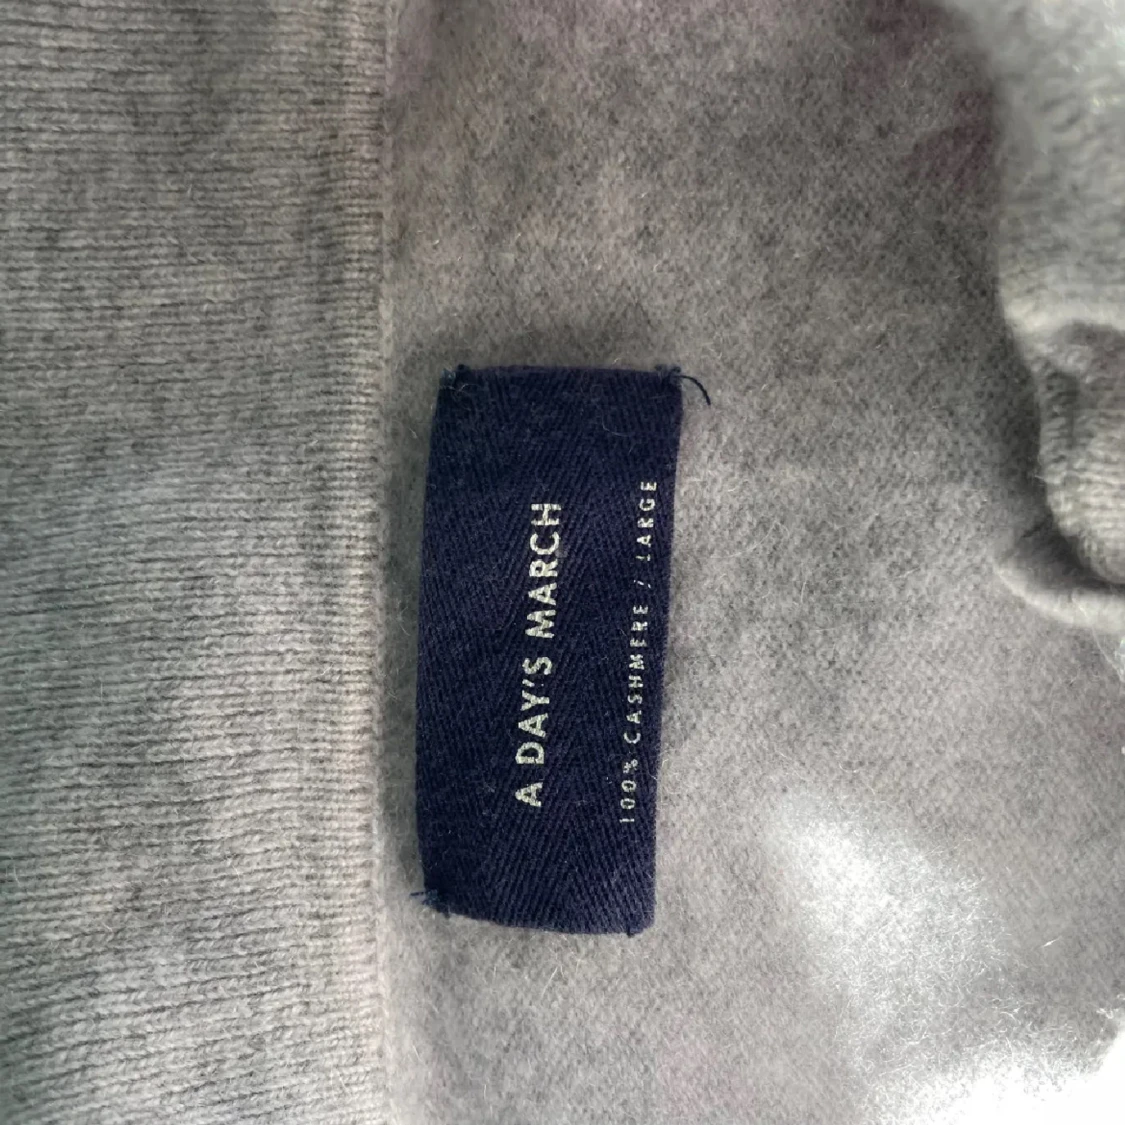 A DAY'S MARCH
100% CASHMERE / LARGE